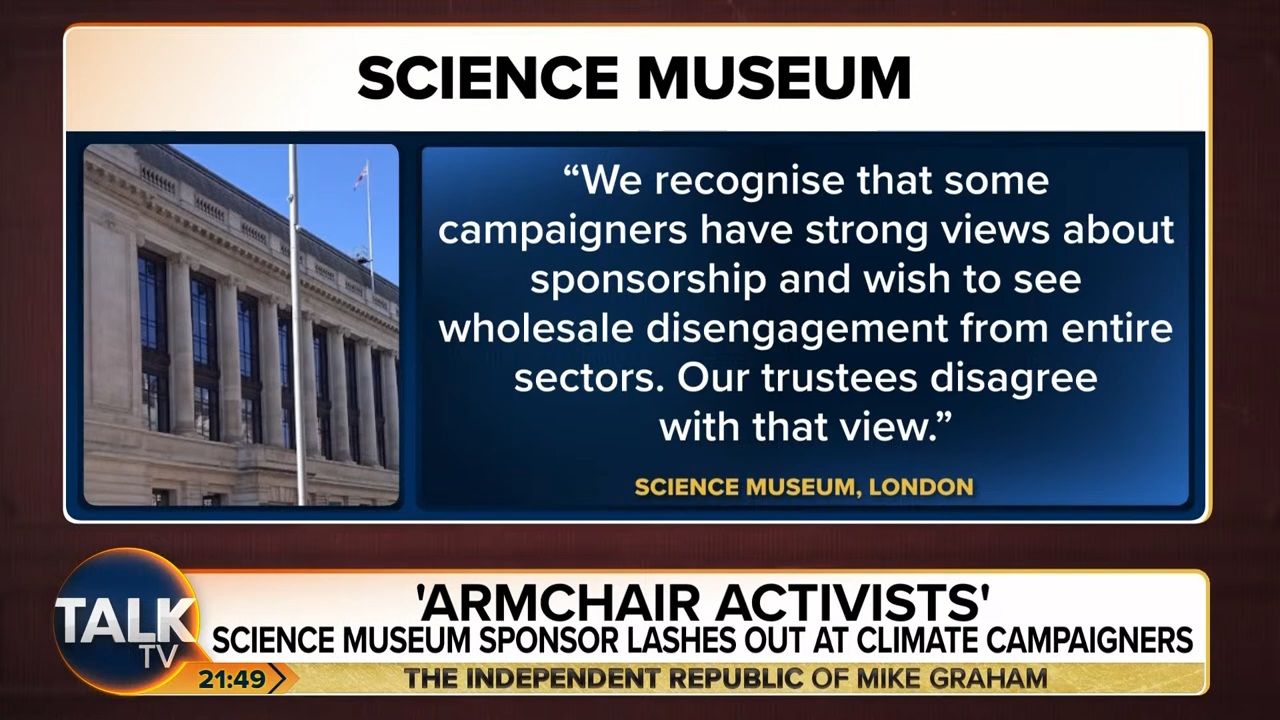 SCIENCE MUSEUM
“We recognise that some
campaigners have strong views about
sponsorship and wish to see
wholesale disengagement from entire
sectors. Our trustees disagree
with that view.”
SCIENCE MUSEUM, LONDON
'ARMCHAIR ACTIVISTS'
SCIENCE MUSEUM SPONSOR LASHES OUT AT CLIMATE CAMPAIGNERS
TALK
TV
21:49
THE INDEPENDENT REPUBLIC OF MIKE GRAHAM